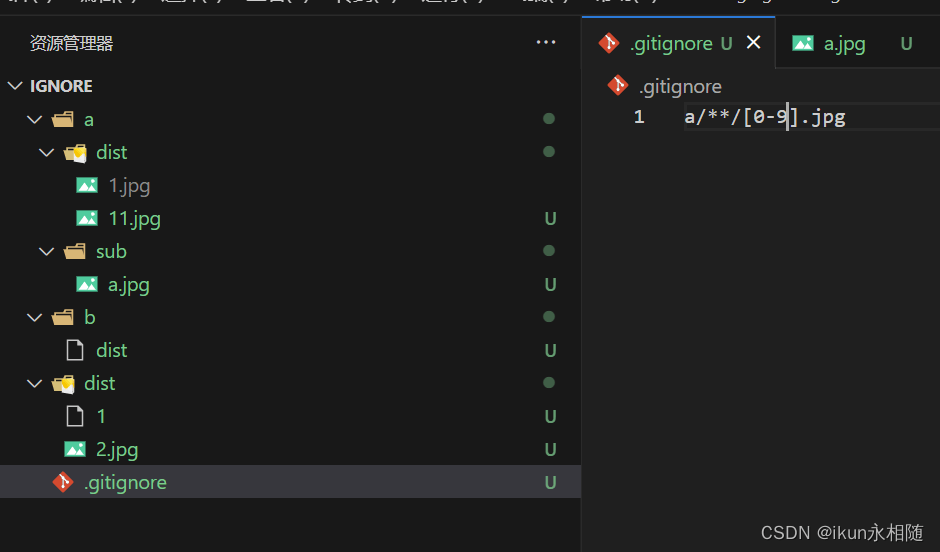 资源管理器 ···
.gitignore U
a.jpg U
IGNORE
.gitignore
a
1 a/**/[0-9].jpg
dist
1.jpg
11.jpg U
sub
a.jpg U
b
dist U
dist
1 U
2.jpg U
.gitignore U
CSDN @ikun永相随